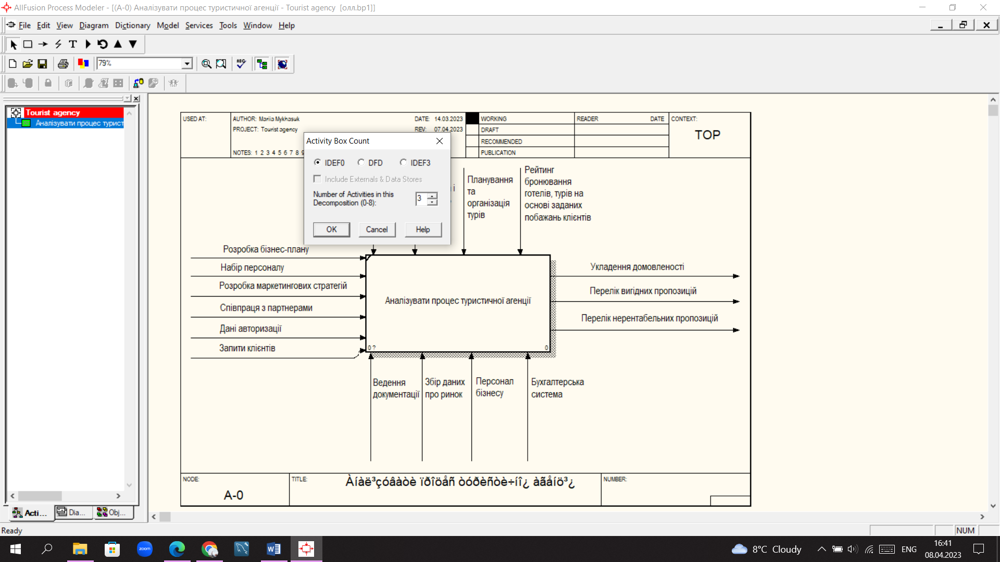 AllFusion Process Modeler - [(A-0) Аналізувати процес туристичної агенції - Tourist agency [олл.bp1]]
File Edit View Diagram Dictionary Model Services Tools Window Help
79%
Tourist agency
Аналізувати процес турист
USED AT:
AUTHOR: Mariia Mykhasuk
DATE: 14.03.2023
PROJECT: Tourist agency
REV: 07.04.2023
NOTES: 1 2 3 4 5 6 7 8 9
WORKING
DRAFT
RECOMMENDED
PUBLICATION
READER DATE
CONTEXT:
TOP
Activity Box Count
IDEF0 DFD IDEF3
Include Externals & Data Stores
Number of Activities in this
Decomposition (0-8):
3
OK Cancel Help
і
Планування
та
організація
турів
Рейтинг
бронювання
готелів, турів на
основі заданих
побажань клієнтів
Розробка бізнес-плану
Набір персоналу
Розробка маркетингових стратегій
Співпраця з партнерами
Дані авторизації
Запити клієнтів
Аналізувати процес туристичної агенції
0 ?
0
Укладення домовленості
Перелік вигідних пропозицій
Перелік нерентабельних пропозицій
Ведення
документації
Збір даних
про ринок
Персонал
бізнесу
Бухгалтерська
система
NODE:
A-0
TITLE:
Àíàë³çóâàòè ïðîöåñ òóðèñòè÷íî¿ àãåíö³¿
NUMBER:
Acti... Dia... Obj...
Ready
NUM
zoom
8°C Cloudy
ENG
16:41
08.04.2023